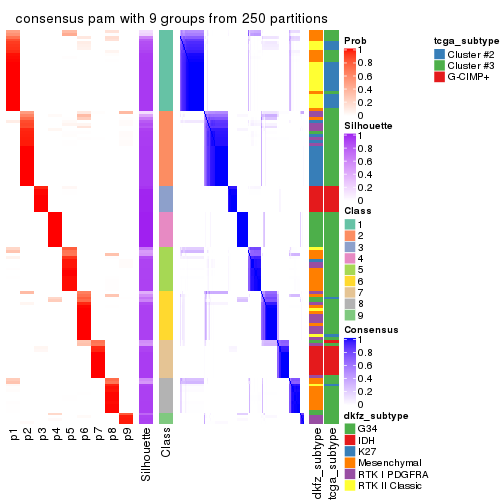 consensus pam with 9 groups from 250 partitions
Prob
1
0.8
0.6
0.4
0.2
0
Silhouette
1
0.8
0.6
0.4
0.2
0
Class
1
2
3
4
5
6
7
8
9
Consensus
1
0.8
0.6
0.4
0.2
0
dkfz_subtype
G34
IDH
K27
Mesenchymal
RTK I PDGFRA
RTK II Classic
tcga_subtype
Cluster #2
Cluster #3
G-CIMP+
p1
p2
p3
p4
p5
p6
p7
p8
p9
Silhouette
Class
dkfz_subtype
tcga_subtype